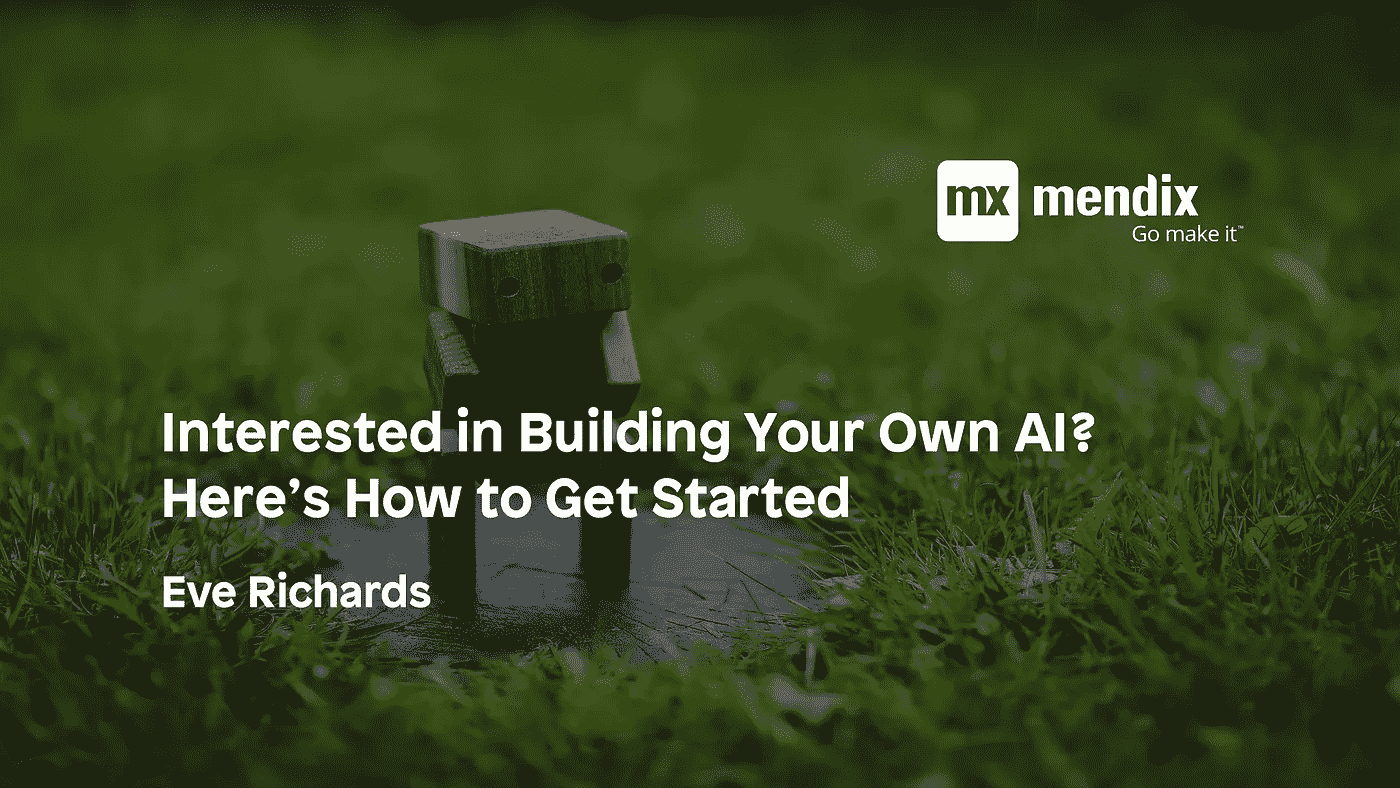 mx mendix
Go make it™
Interested in Building Your Own AI?
Here’s How to Get Started
Eve Richards